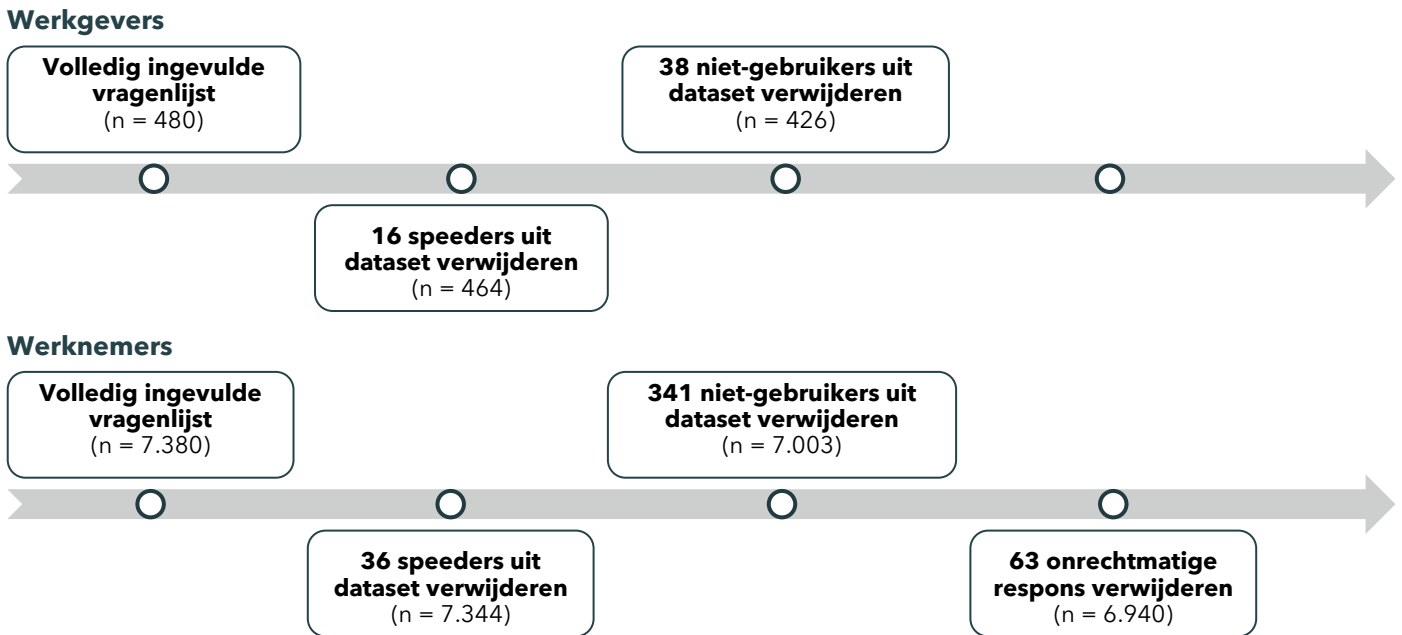 Werkgevers
Volledig ingevulde
vragenlijst
(n = 480)
38 niet-gebruikers uit
dataset verwijderen
(n = 426)
16 speeders uit
dataset verwijderen
(n = 464)
Werknemers
Volledig ingevulde
vragenlijst
(n = 7.380)
341 niet-gebruikers uit
dataset verwijderen
(n = 7.003)
36 speeders uit
dataset verwijderen
(n = 7.344)
63 onrechtmatige
respons verwijderen
(n = 6.940)